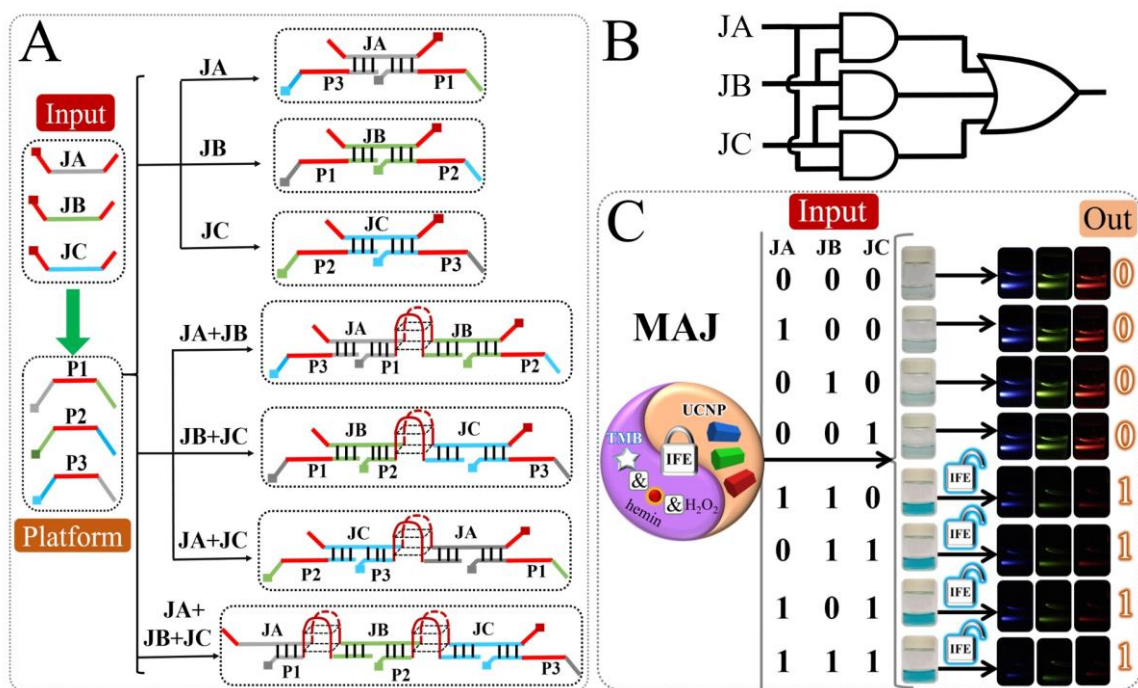 A
Input
JA
JB
JC
P1
P2
P3
Platform
JA
JA
P3 P1
JB
JB
P1 P2
JC
JC
P2 P3
JA+JB
JA JB
P3 P1 P2
JB+JC
JB JC
P1 P2 P3
JA+JC
JC JA
P2 P3 P1
JA+
JB+JC
JA JB JC
P1 P2 P3
B
JA
JB
JC
C
Input
Out
JA JB JC
MAJ
UCNP
TMB
IFE
&
hemin
& H₂O₂
0 0 0 0
1 0 0 0
0 1 0 0
0 0 1 0
IFE
1 1 0 1
IFE
0 1 1 1
IFE
1 0 1 1
IFE
1 1 1 1